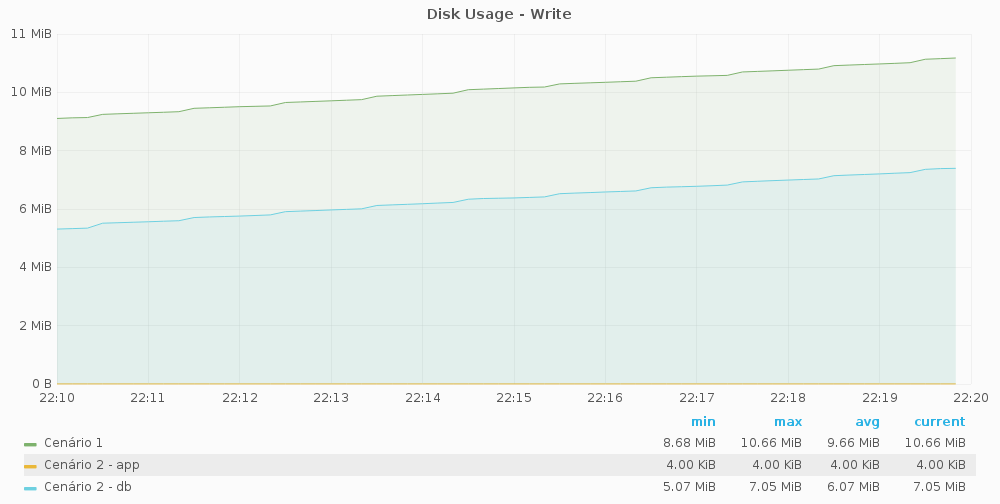 Disk Usage - Write
11 MiB
10 MiB
8 MiB
6 MiB
4 MiB
2 MiB
0 B
22:10 22:11 22:12 22:13 22:14 22:15 22:16 22:17 22:18 22:19 22:20
min max avg current
Cenário 1 8.68 MiB 10.66 MiB 9.66 MiB 10.66 MiB
Cenário 2 - app 4.00 KiB 4.00 KiB 4.00 KiB 4.00 KiB
Cenário 2 - db 5.07 MiB 7.05 MiB 6.07 MiB 7.05 MiB